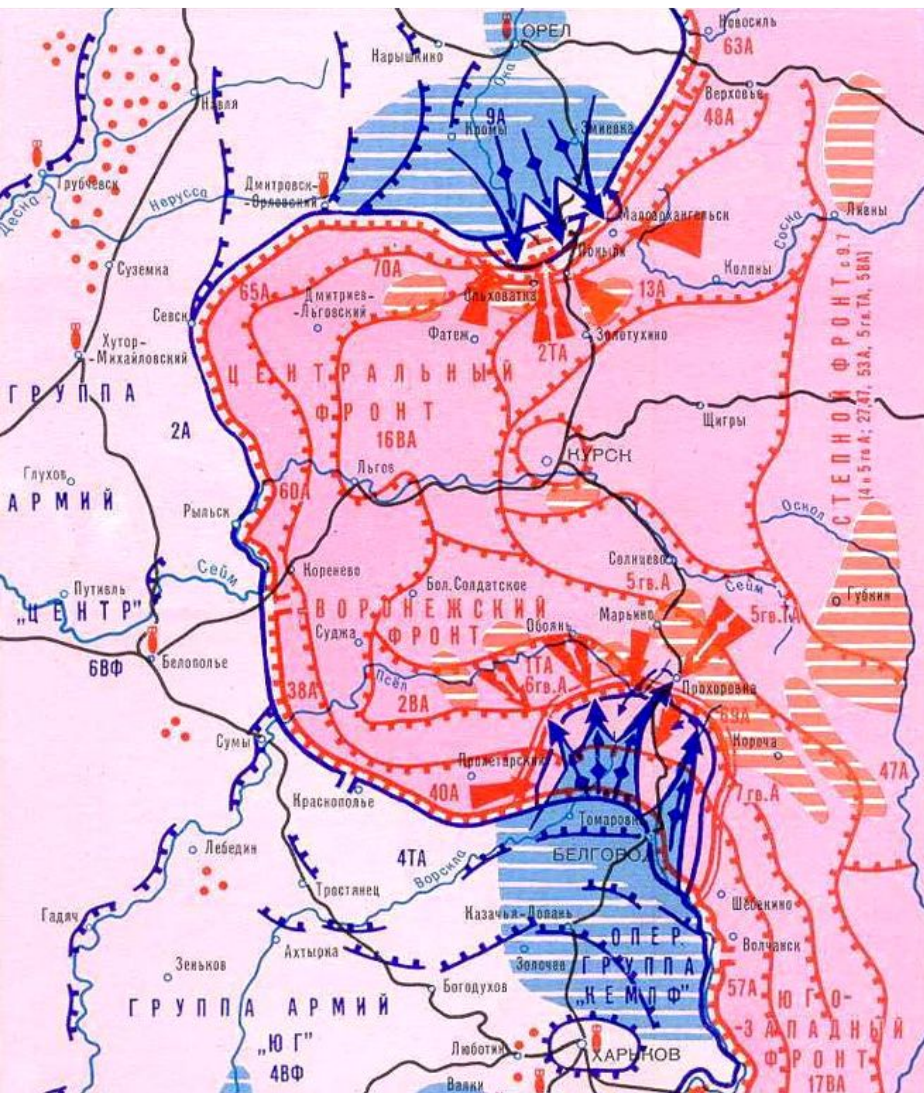 Новосиль
ОРЕЛ
63А
Нарышкино
Ока
Верховье
Навля
48А
9А
Кромы
Змиевка
Трубчевск
Десна
Дмитровск-
-Орловский
Нерусса
Ливны
Малоархангельск
Сосна
Поныри
Суземка
70А
Колпны
65А
13А
Дмитриев-
-Льговский
Ольховатка
Севск
Фатеж
Золотухино
Хутор-
-Михайловский
2ТА
ЦЕНТРАЛЬНЫЙ
ФРОНТ
16ВА
СТЕПНОЙ ФРОНТ с 9.7
(4 и 5 гв А; 27,47, 53А, 5 гв.ТА, 5ВА)
ГРУППА
АРМИЙ
„ЦЕНТР"
2А
Щигры
КУРСК
Глухов
Льгов
60А
Рыльск
Оскол
Солнцево
Сейм
Коренево
5гв.А
Сейм
Путивль
Бол.Солдатское
Губкин
ВОРОНЕЖСКИЙ
ФРОНТ
Марьино
5гв.ТА
Суджа
Обоянь
6ВФ
Белополье
1ТА
6гв.А
Псёл
Прохоровка
38А
2ВА
69А
Сумы
Короча
Пролетарский
47А
40А
7гв.А
Краснополье
Томаровка
Лебедин
4ТА
Ворскла
БЕЛГОРОД
Тростянец
Шебекино
Гадяч
Казачья-Лопань
Ахтырка
ОПЕР.
ГРУППА
„КЕМПФ"
Волчанск
Зеньков
Золочев
Богодухов
57А
ЮГО-
-ЗАПАДНЫЙ
ФРОНТ
17ВА
ГРУППА АРМИЙ
„ЮГ"
4ВФ
Люботин
ХАРЬКОВ
Валки